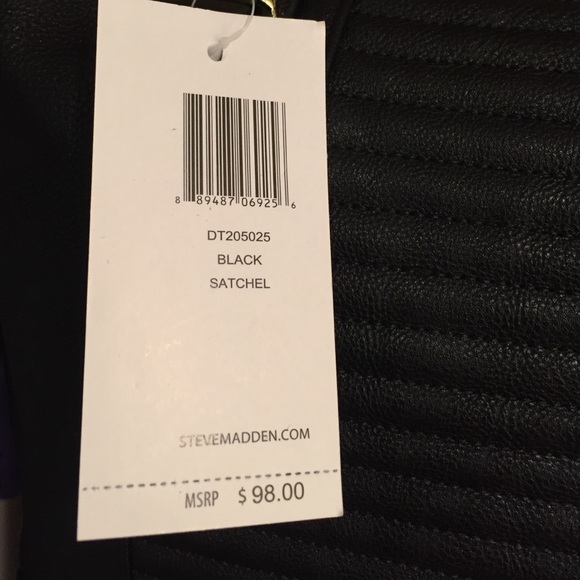 8 89487 06925 6
DT205025
BLACK
SATCHEL
STEVEMADDEN.COM
MSRP $ 98.00